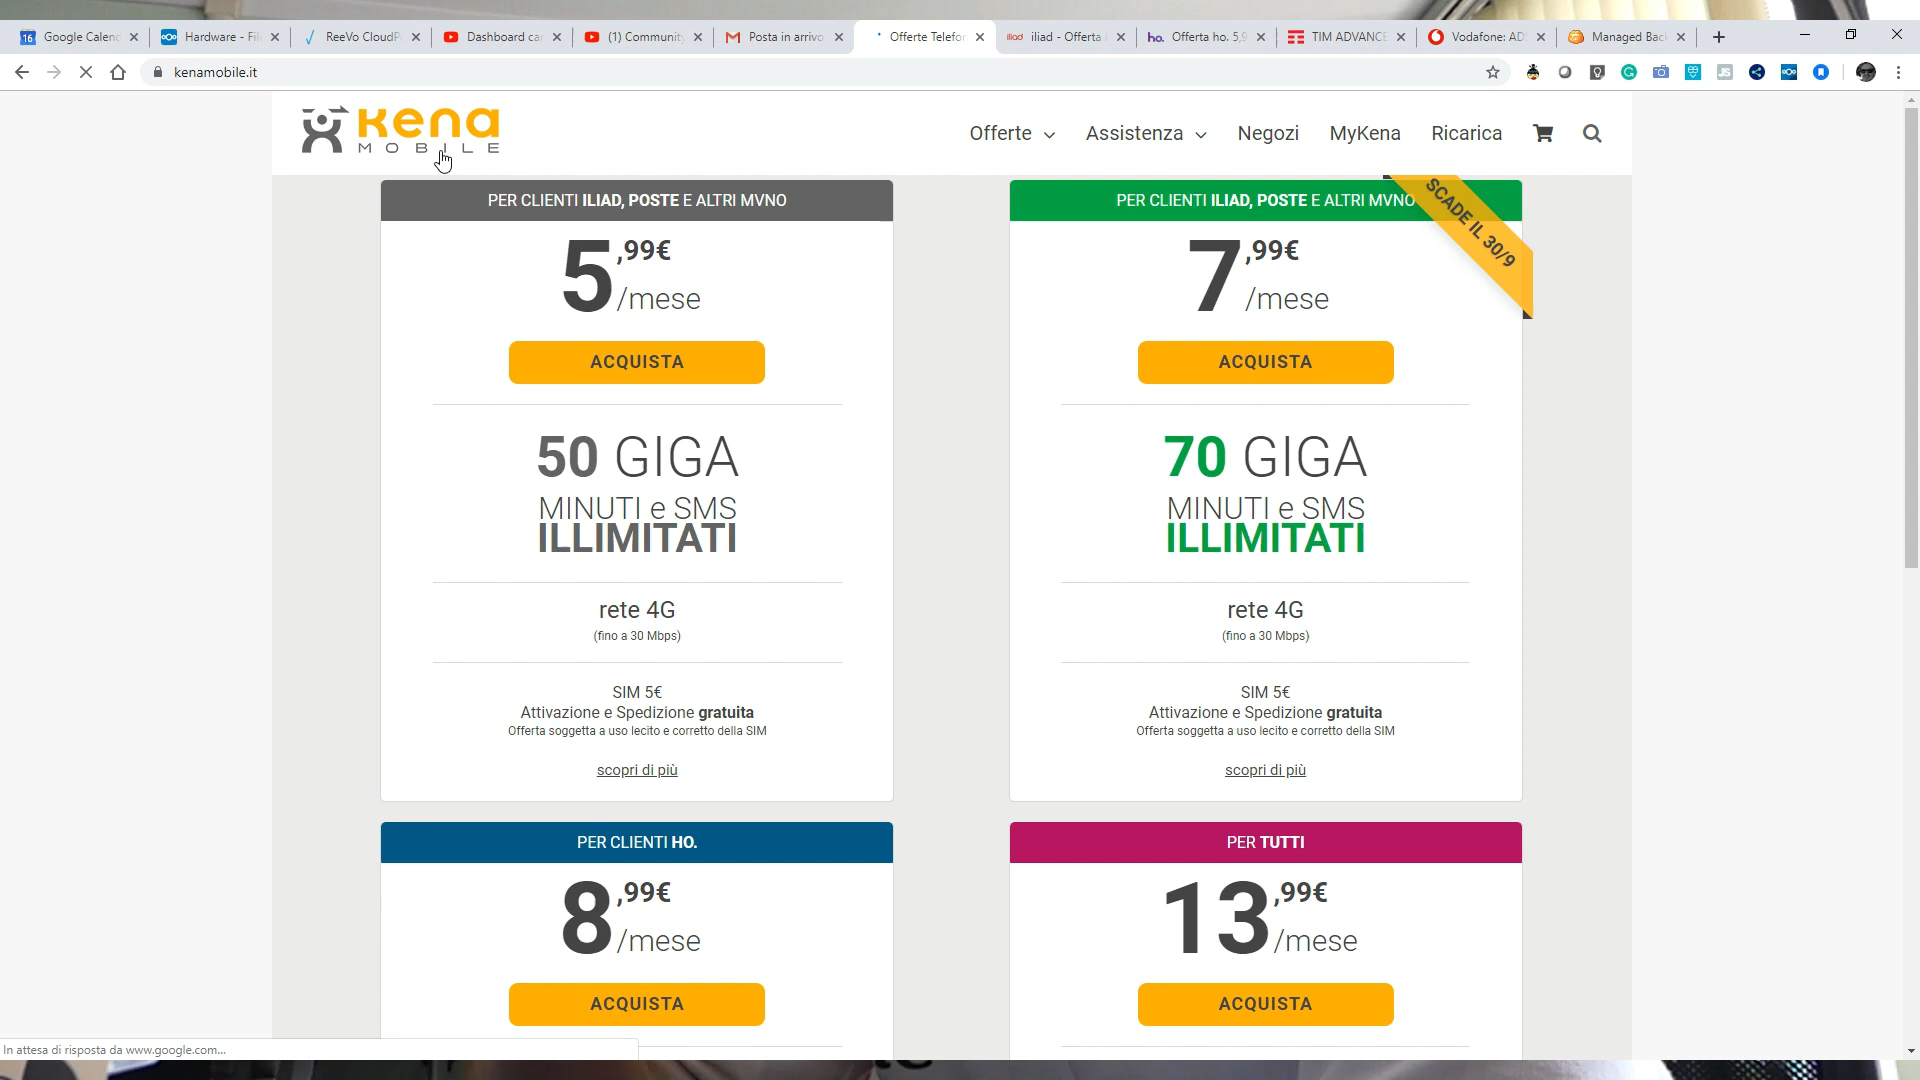 Google Calend
Hardware - Fil
ReeVo CloudP
Dashboard can
(1) Community
Posta in arrivo
Offerte Telefon
iliad - Offerta
Offerta ho. 5,9
TIM ADVANCE
Vodafone: ADS
Managed Back
kenamobile.it
kena
MOBILE
Offerte
Assistenza
Negozi
MyKena
Ricarica
PER CLIENTI ILIAD, POSTE E ALTRI MVNO
5,99€
/mese
ACQUISTA
50 GIGA
MINUTI e SMS
ILLIMITATI
rete 4G
(fino a 30 Mbps)
SIM 5€
Attivazione e Spedizione gratuita
Offerta soggetta a uso lecito e corretto della SIM
scopri di più
PER CLIENTI ILIAD, POSTE E ALTRI MVNO
SCADE IL 30/9
7,99€
/mese
ACQUISTA
70 GIGA
MINUTI e SMS
ILLIMITATI
rete 4G
(fino a 30 Mbps)
SIM 5€
Attivazione e Spedizione gratuita
Offerta soggetta a uso lecito e corretto della SIM
scopri di più
PER CLIENTI HO.
8,99€
/mese
ACQUISTA
PER TUTTI
13,99€
/mese
ACQUISTA
In attesa di risposta da www.google.com...